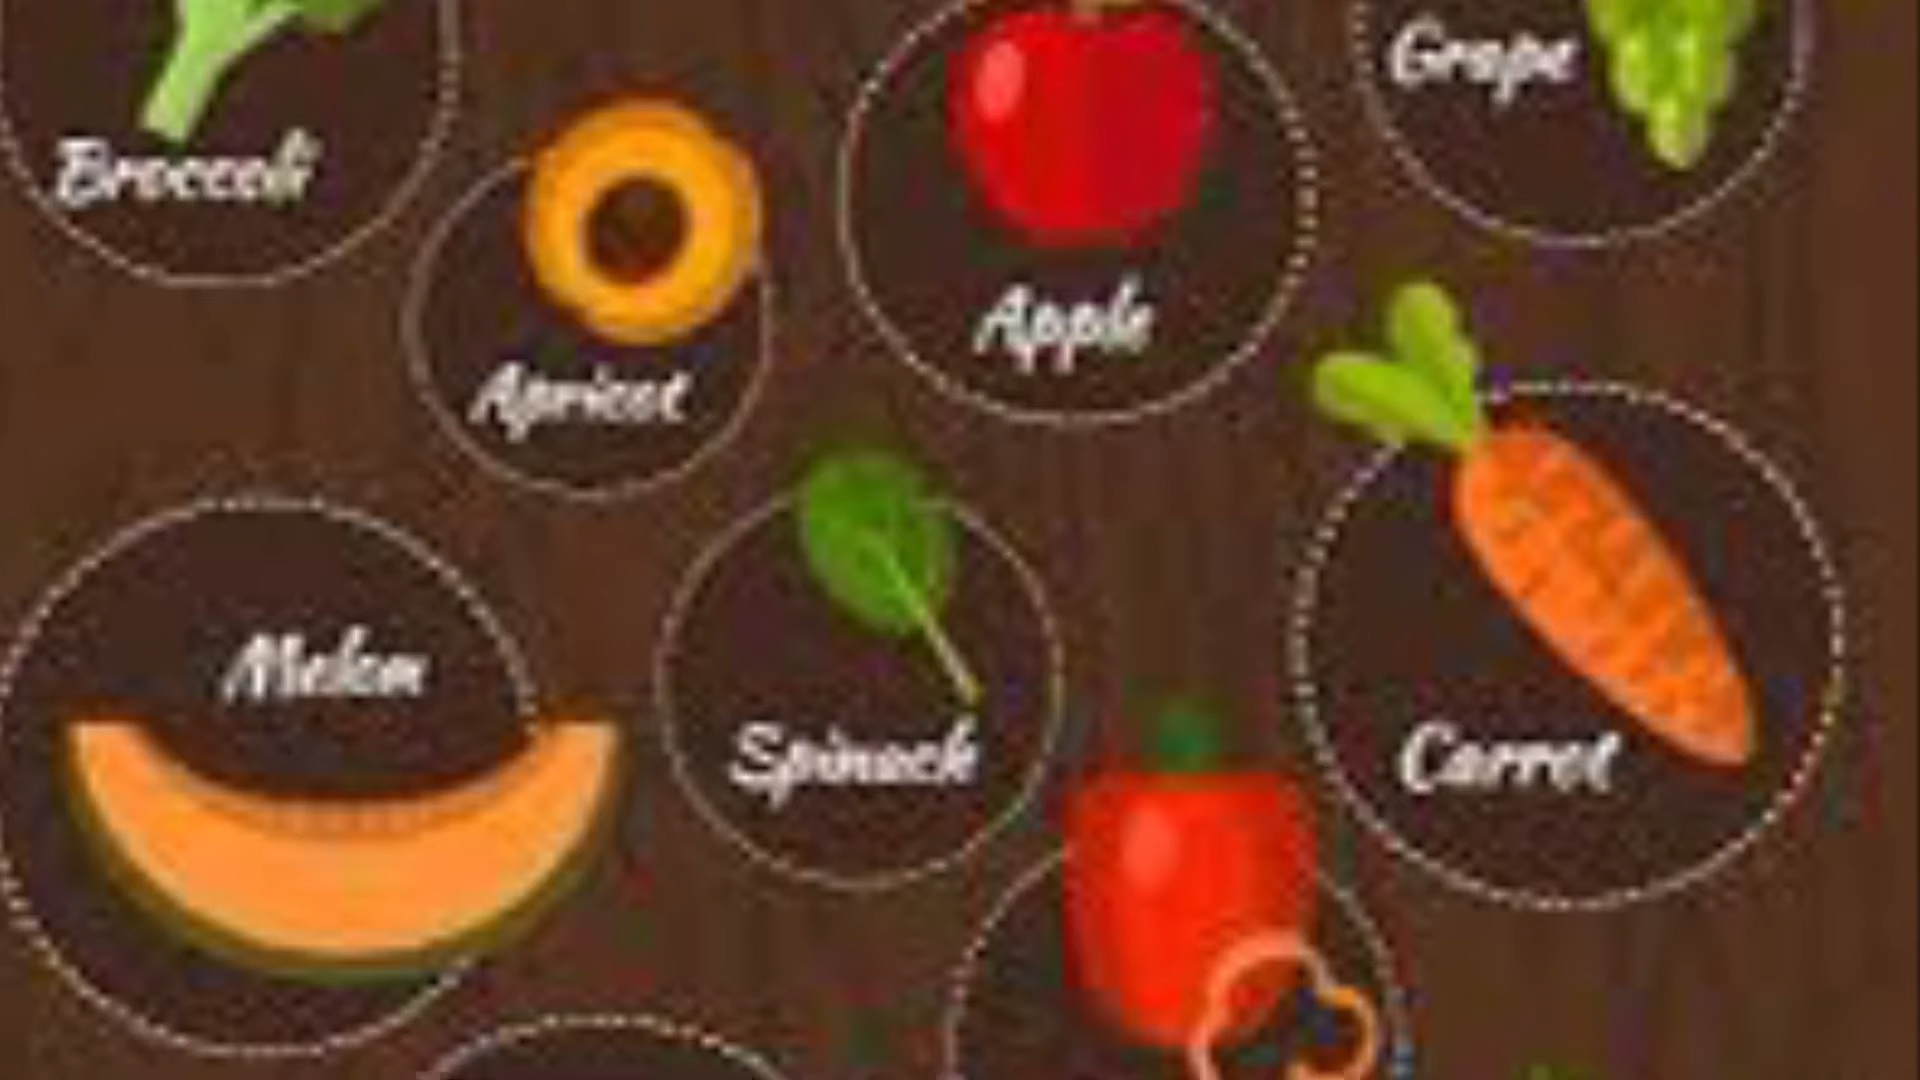 Grape
Broccoli
Apple
Apricot
Melon
Spinach
Carrot